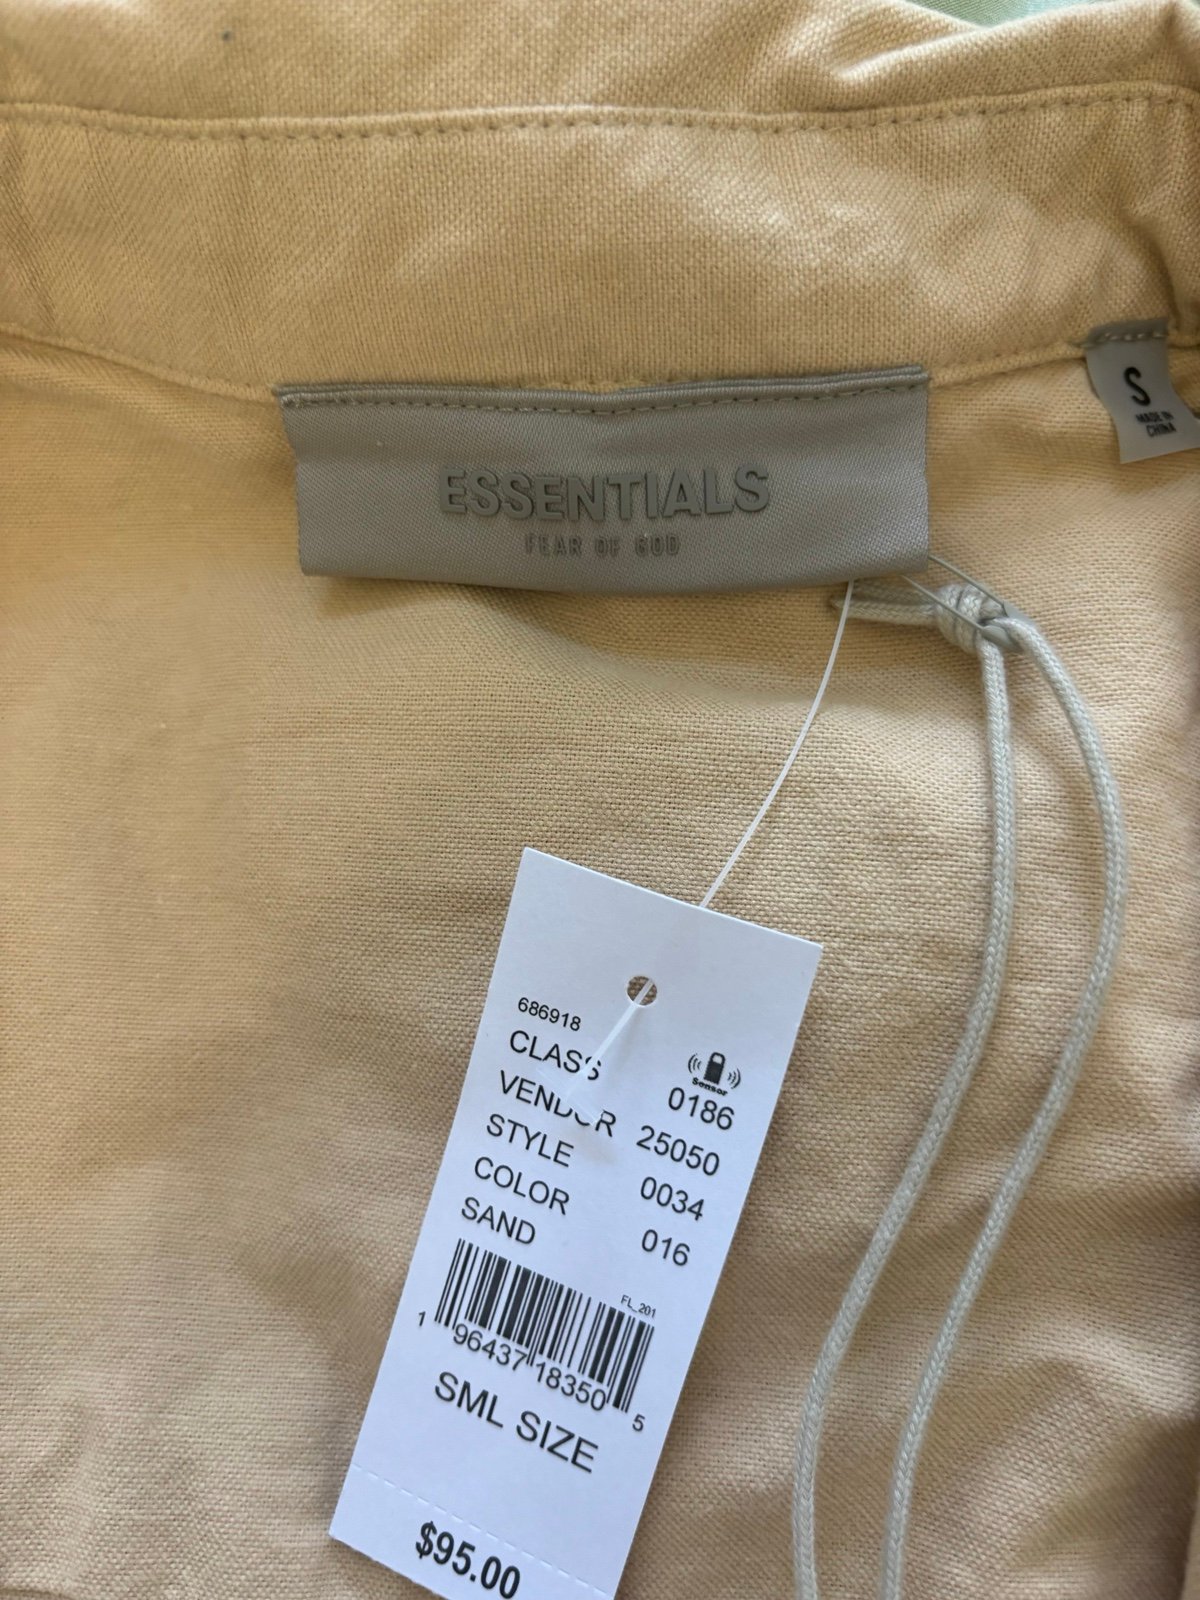 ESSENTIALS
FEAR OF GOD
S
MADE IN
CHINA
686918
Sensor
CLASS 0186
VENDOR 25050
STYLE 0034
COLOR 016
SAND
FL_201
1 96437 18350 5
SML SIZE
$95.00